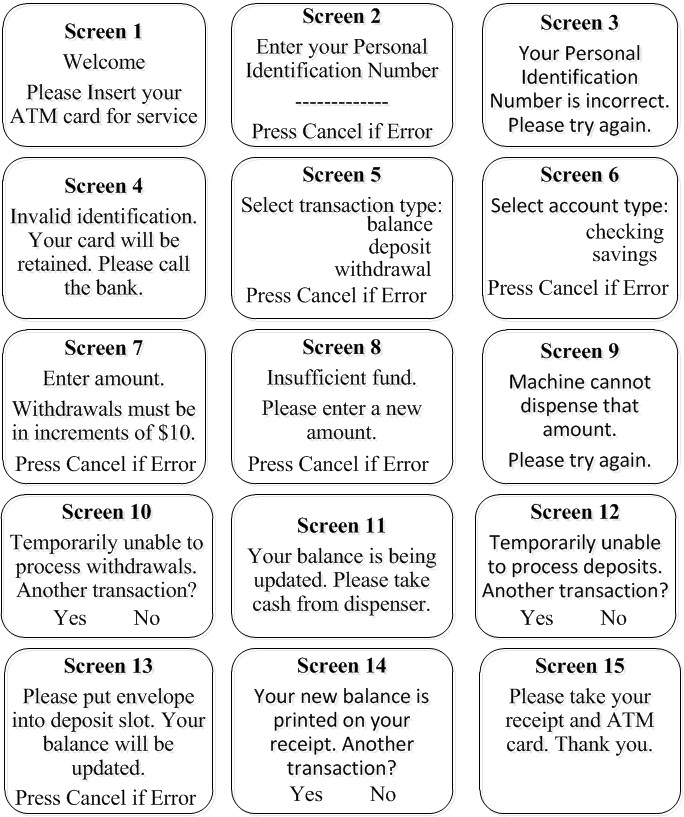 Screen 1
Welcome
Please Insert your
ATM card for service
Screen 2
Enter your Personal
Identification Number
-------------
Press Cancel if Error
Screen 3
Your Personal
Identification
Number is incorrect.
Please try again.
Screen 4
Invalid identification.
Your card will be
retained. Please call
the bank.
Screen 5
Select transaction type:
balance
deposit
withdrawal
Press Cancel if Error
Screen 6
Select account type:
checking
savings
Press Cancel if Error
Screen 7
Enter amount.
Withdrawals must be
in increments of $10.
Press Cancel if Error
Screen 8
Insufficient fund.
Please enter a new
amount.
Press Cancel if Error
Screen 9
Machine cannot
dispense that
amount.
Please try again.
Screen 10
Temporarily unable to
process withdrawals.
Another transaction?
Yes No
Screen 11
Your balance is being
updated. Please take
cash from dispenser.
Screen 12
Temporarily unable
to process deposits.
Another transaction?
Yes No
Screen 13
Please put envelope
into deposit slot. Your
balance will be
updated.
Press Cancel if Error
Screen 14
Your new balance is
printed on your
receipt. Another
transaction?
Yes No
Screen 15
Please take your
receipt and ATM
card. Thank you.